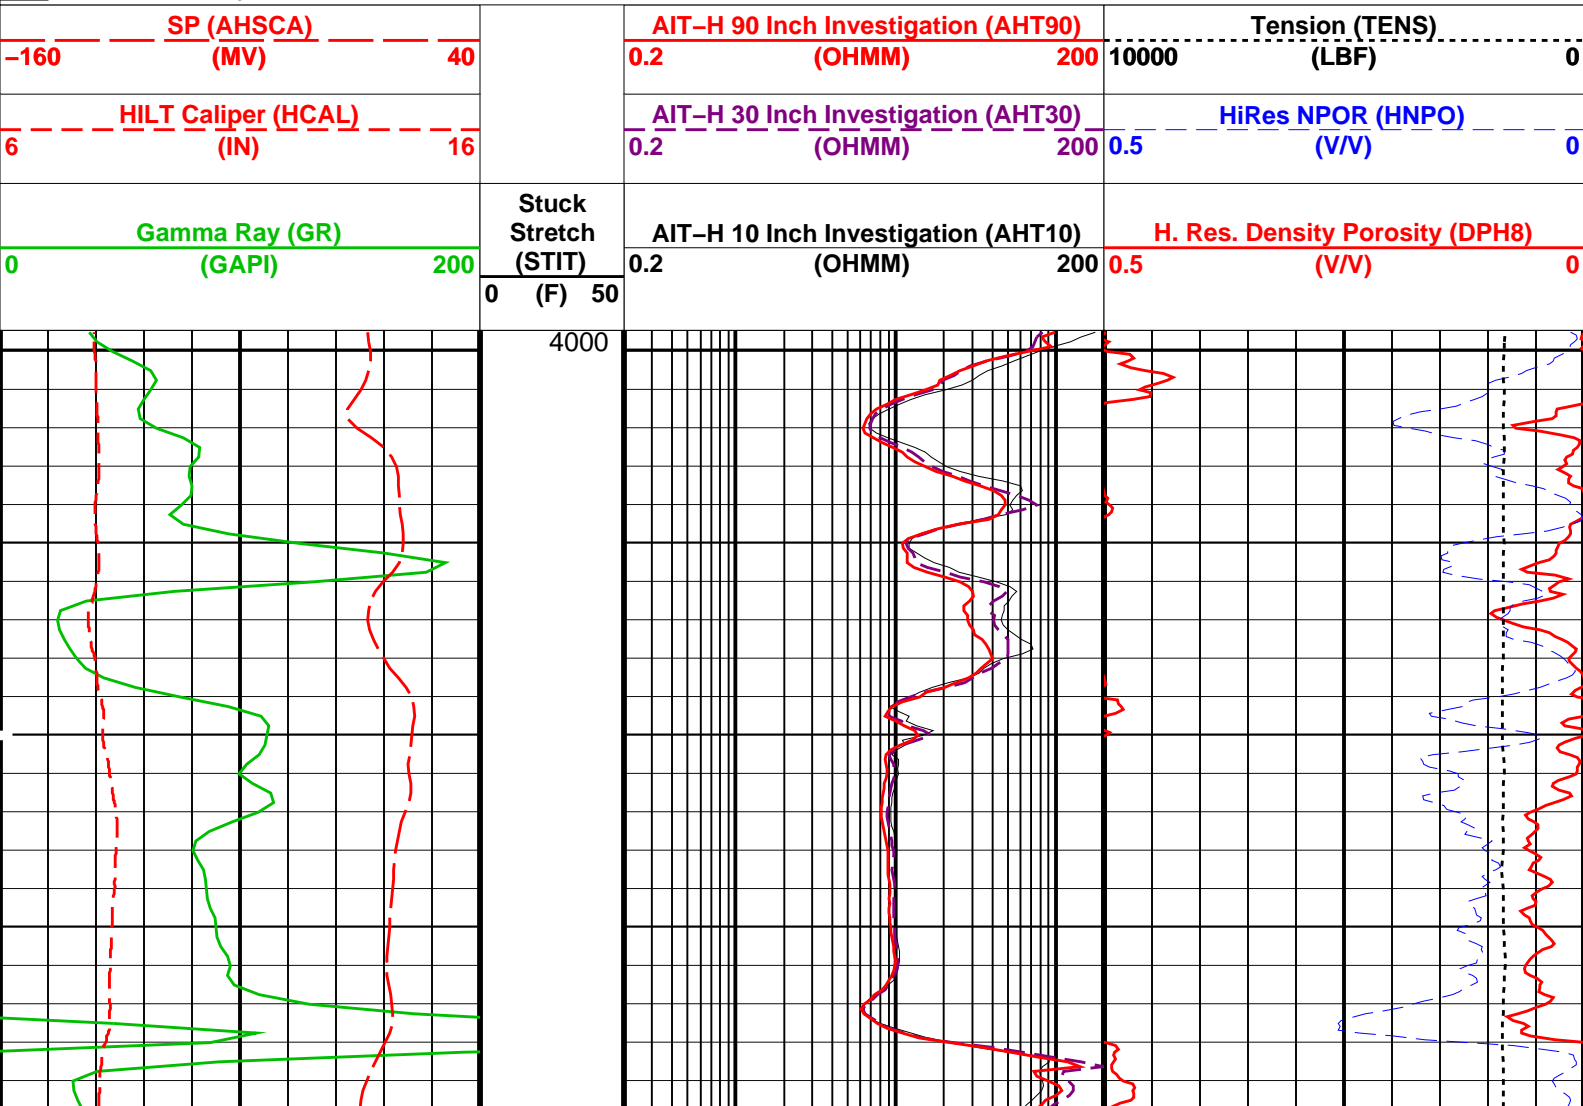 SP (AHSCA)
−160 (MV) 40
HILT Caliper (HCAL)
6 (IN) 16
Gamma Ray (GR)
0 (GAPI) 200
Stuck
Stretch
(STIT)
0 (F) 50
AIT−H 90 Inch Investigation (AHT90)
0.2 (OHMM) 200
AIT−H 30 Inch Investigation (AHT30)
0.2 (OHMM) 200
AIT−H 10 Inch Investigation (AHT10)
0.2 (OHMM) 200
Tension (TENS)
10000 (LBF) 0
HiRes NPOR (HNPO)
0.5 (V/V) 0
H. Res. Density Porosity (DPH8)
0.5 (V/V) 0
4000